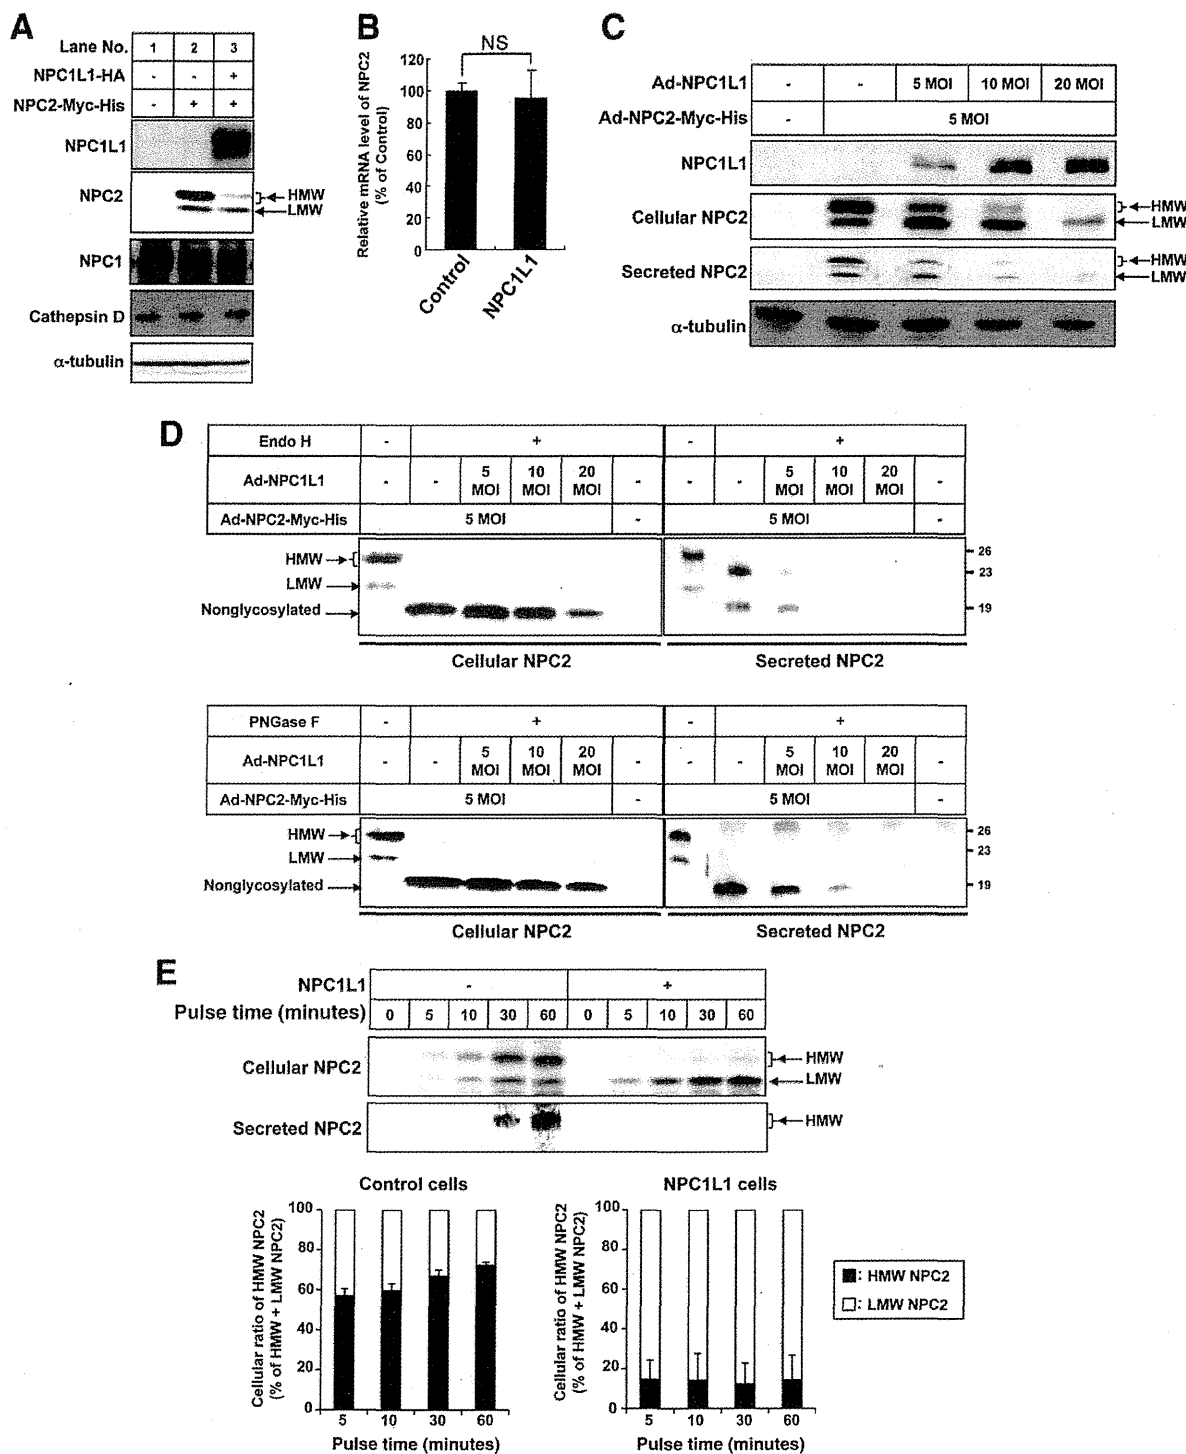 A
Lane No. 1 2 3
NPC1L1-HA - - +
NPC2-Myc-His - + +
NPC1L1
NPC2
HMW
LMW
NPC1
Cathepsin D
α-tubulin
B
NS
Relative mRNA level of NPC2
(% of Control)
120
100
80
60
40
20
0
Control
NPC1L1
C
Ad-NPC1L1 - - 5 MOI 10 MOI 20 MOI
Ad-NPC2-Myc-His - 5 MOI
NPC1L1
Cellular NPC2
HMW
LMW
Secreted NPC2
HMW
LMW
α-tubulin
D
Endo H - + - +
Ad-NPC1L1 - - 5 MOI 10 MOI 20 MOI - - - 5 MOI 10 MOI 20 MOI -
Ad-NPC2-Myc-His 5 MOI - 5 MOI -
HMW
LMW
Nonglycosylated
26
23
19
Cellular NPC2
Secreted NPC2
PNGase F - + - +
Ad-NPC1L1 - - 5 MOI 10 MOI 20 MOI - - - 5 MOI 10 MOI 20 MOI -
Ad-NPC2-Myc-His 5 MOI - 5 MOI -
HMW
LMW
Nonglycosylated
26
23
19
Cellular NPC2
Secreted NPC2
E
NPC1L1 - +
Pulse time (minutes) 0 5 10 30 60 0 5 10 30 60
Cellular NPC2
HMW
LMW
Secreted NPC2
HMW
Control cells
Cellular ratio of HMW NPC2
(% of HMW + LMW NPC2)
100
80
60
40
20
0
5 10 30 60
Pulse time (minutes)
NPC1L1 cells
Cellular ratio of HMW NPC2
(% of HMW + LMW NPC2)
100
80
60
40
20
0
5 10 30 60
Pulse time (minutes)
: HMW NPC2
: LMW NPC2